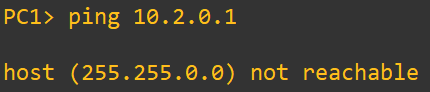 PC1> ping 10.2.0.1
host (255.255.0.0) not reachable